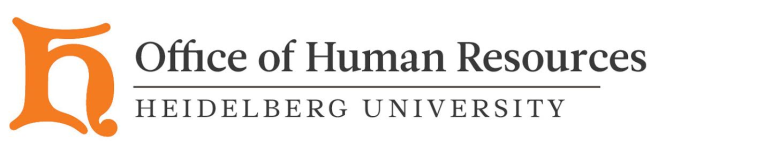 Office of Human Resources
HEIDELBERG UNIVERSITY